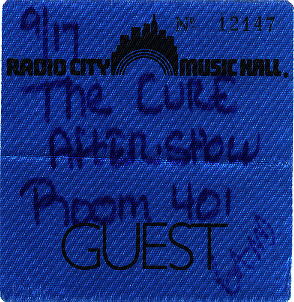 9/17
Nº 12147
RADIO CITY MUSIC HALL.
The CURE
AFTER·SHOW
Room 401
GUEST